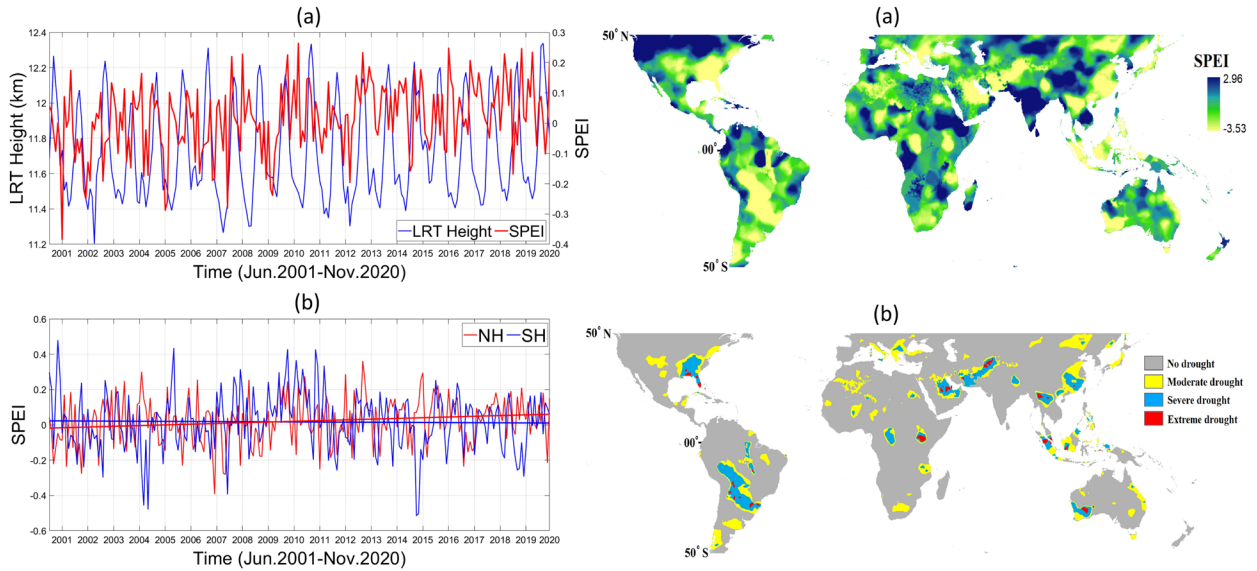 (a)
12.4
12.2
12
11.8
11.6
11.4
11.2
LRT Height (km)
0.3
0.2
0.1
0
-0.1
-0.2
-0.3
-0.4
SPEI
LRT Height SPEI
2001 2002 2003 2004 2005 2006 2007 2008 2009 2010 2011 2012 2013 2014 2015 2016 2017 2018 2019 2020
Time (Jun.2001-Nov.2020)
(b)
0.6
0.4
0.2
0
-0.2
-0.4
-0.6
SPEI
NH SH
2001 2002 2003 2004 2005 2006 2007 2008 2009 2010 2011 2012 2013 2014 2015 2016 2017 2018 2019 2020
Time (Jun.2001-Nov.2020)
(a)
50°N
00°
50°S
SPEI
2.96
-3.53
(b)
50°N
00°
50°S
No drought
Moderate drought
Severe drought
Extreme drought